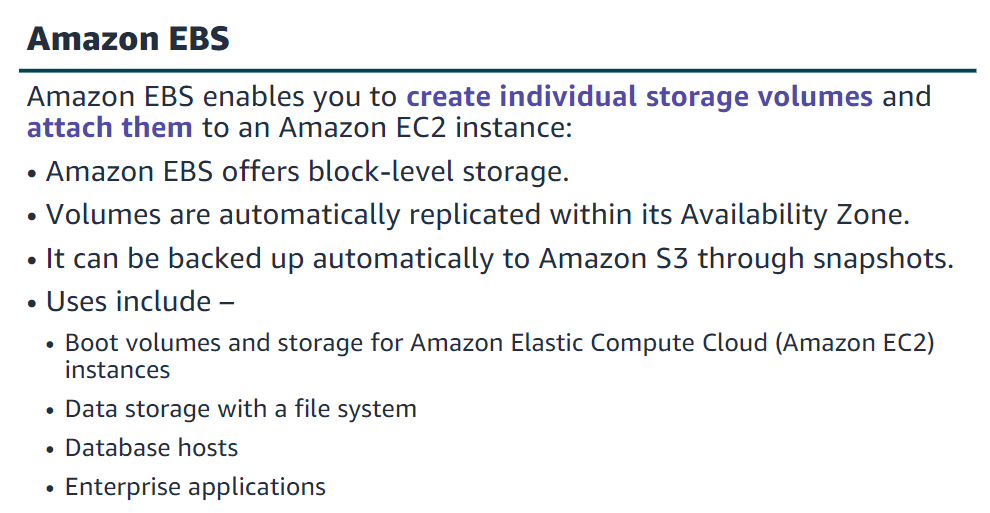 Amazon EBS
Amazon EBS enables you to create individual storage volumes and
attach them to an Amazon EC2 instance:
• Amazon EBS offers block-level storage.
• Volumes are automatically replicated within its Availability Zone.
• It can be backed up automatically to Amazon S3 through snapshots.
• Uses include –
• Boot volumes and storage for Amazon Elastic Compute Cloud (Amazon EC2)
instances
• Data storage with a file system
• Database hosts
• Enterprise applications